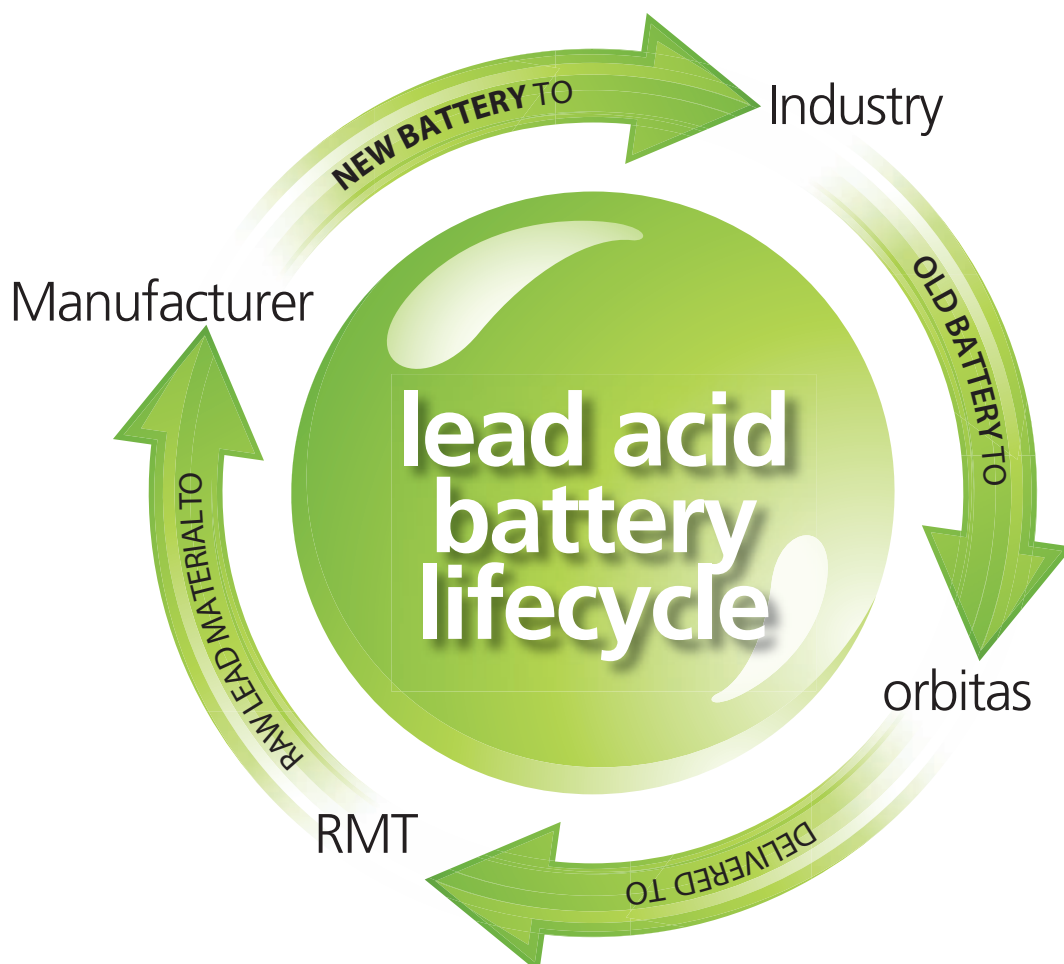 NEW BATTERY TO
Industry
OLD BATTERY TO
orbitas
DELIVERED TO
RMT
RAW LEAD MATERIAL TO
Manufacturer
lead acid
battery
lifecycle